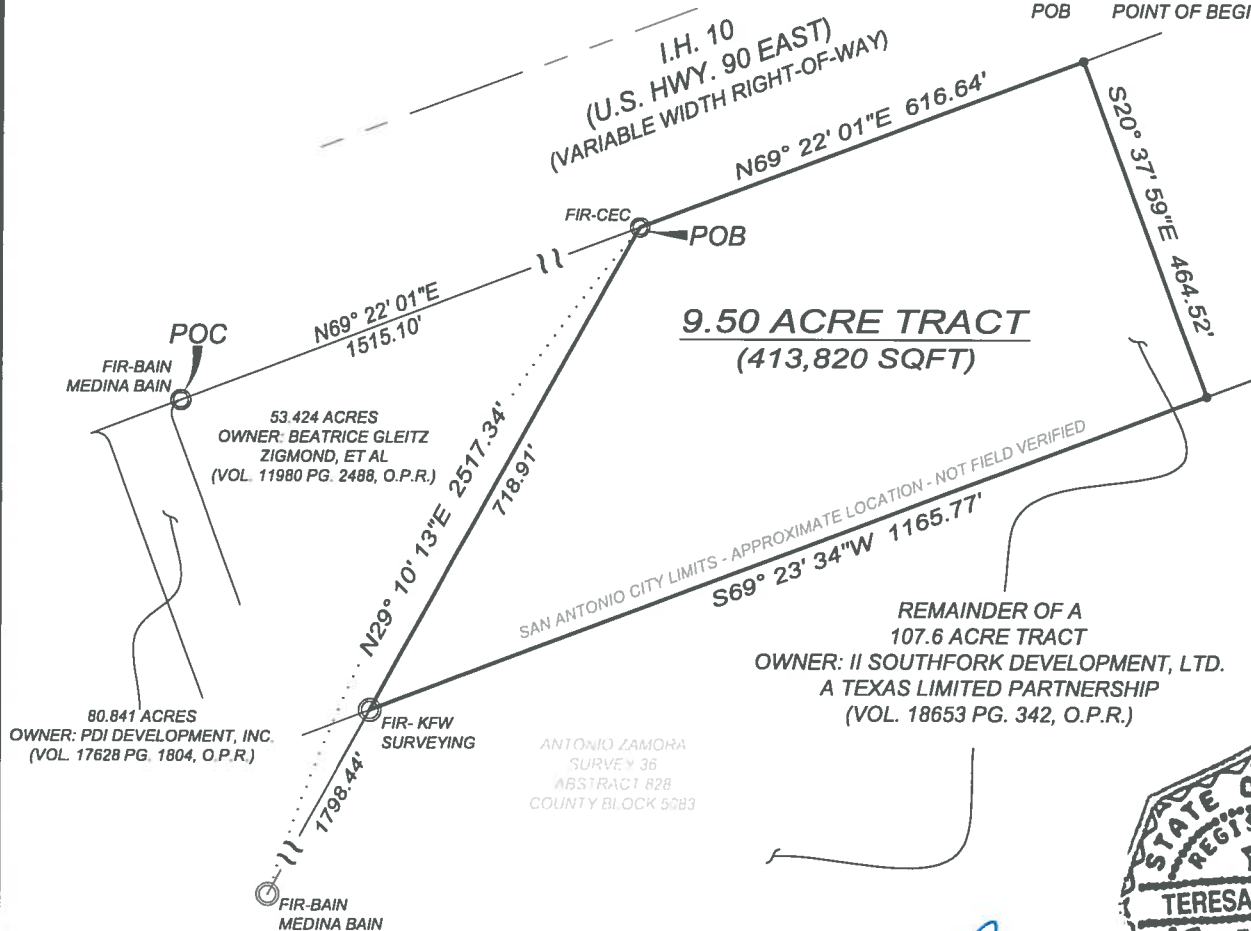 POB POINT OF BEGI
I.H. 10
(U.S. HWY. 90 EAST)
(VARIABLE WIDTH RIGHT-OF-WAY)
N69° 22' 01"E 616.64'
S20° 37' 59"E 464.52'
FIR-CEC
POB
N69° 22' 01"E
1515.10'
POC
FIR-BAIN
MEDINA BAIN
9.50 ACRE TRACT
(413,820 SQFT)
53.424 ACRES
OWNER: BEATRICE GLEITZ
ZIGMOND, ET AL
(VOL. 11980 PG. 2488, O.P.R.)
N29° 10' 13"E 2517.34'
718.91'
SAN ANTONIO CITY LIMITS - APPROXIMATE LOCATION - NOT FIELD VERIFIED
S69° 23' 34"W 1165.77'
REMAINDER OF A
107.6 ACRE TRACT
OWNER: II SOUTHFORK DEVELOPMENT, LTD.
A TEXAS LIMITED PARTNERSHIP
(VOL. 18653 PG. 342, O.P.R.)
80.841 ACRES
OWNER: PDI DEVELOPMENT, INC.
(VOL. 17628 PG. 1804, O.P.R.)
FIR- KFW
SURVEYING
ANTONIO ZAMORA
SURVEY 36
ABSTRACT 828
COUNTY BLOCK 5083
1798.44'
FIR-BAIN
MEDINA BAIN
STATE O
REGIS
TERESA